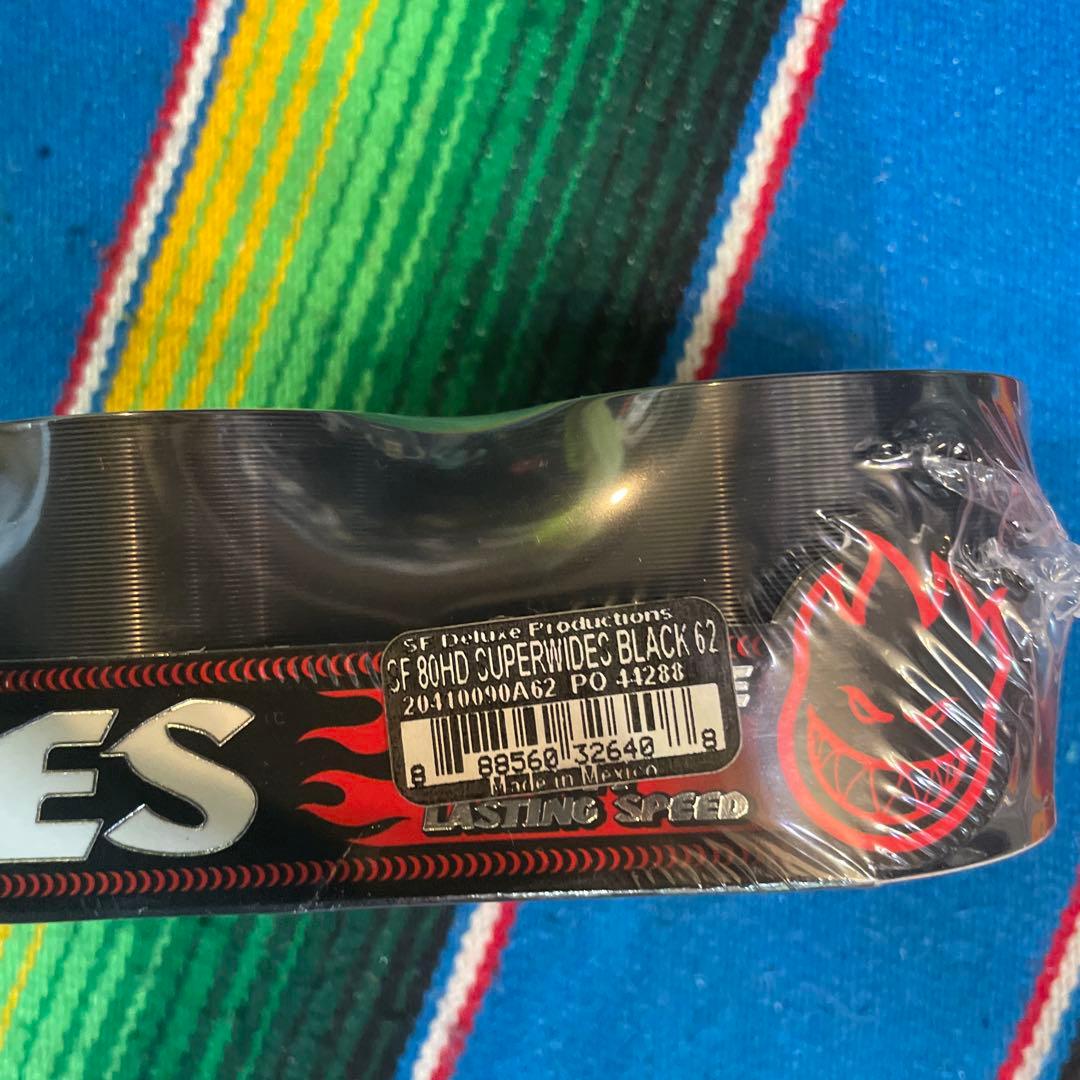 SF Deluxe Productions
SF 80HD SUPERWIDES BLACK 62
20410090A62 PO 44288
8 88560 32640 8
Made in Mexico
ES
E
LASTING SPEED